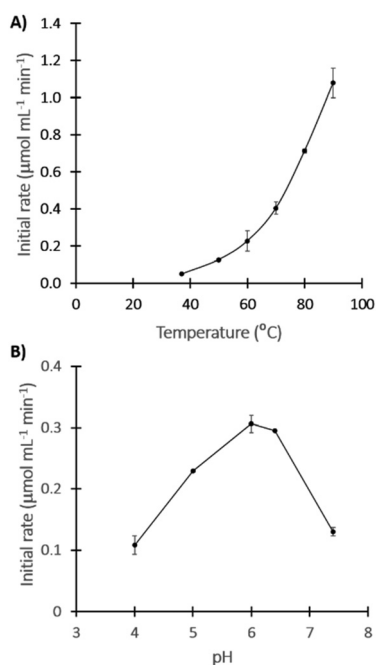 A)
Initial rate (μmol mL⁻¹ min⁻¹)
1.4
1.2
1.0
0.8
0.6
0.4
0.2
0.0
0 20 40 60 80 100
Temperature (°C)
B)
Initial rate (μmol mL⁻¹ min⁻¹)
0.4
0.3
0.2
0.1
0
3 4 5 6 7 8
pH